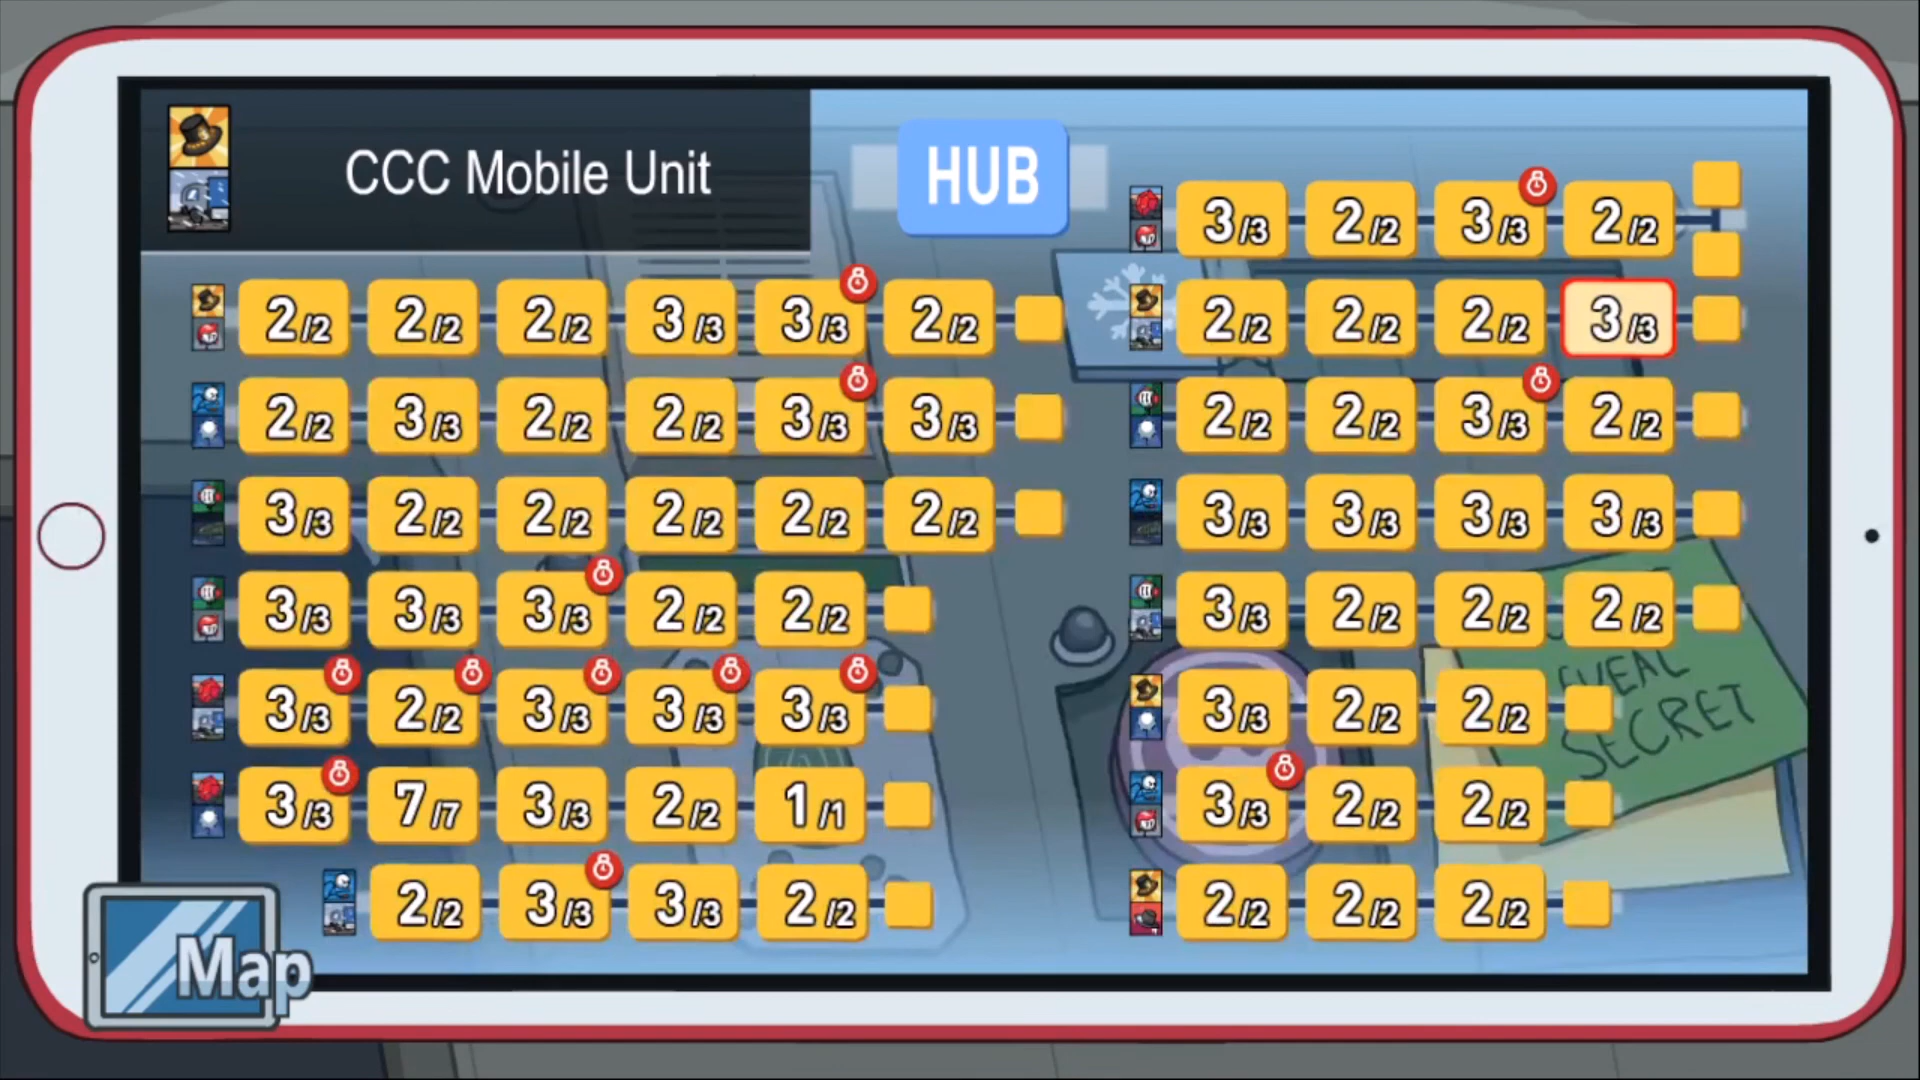 CCC Mobile Unit
HUB
3/3 2/2 3/3 2/2
2/2 2/2 2/2 3/3 3/3 2/2
2/2 2/2 2/2 3/3
2/2 3/3 2/2 2/2 3/3 3/3
2/2 2/2 3/3 2/2
3/3 2/2 2/2 2/2 2/2 2/2
3/3 3/3 3/3 3/3
3/3 3/3 3/3 2/2 2/2
3/3 2/2 2/2 2/2
3/3 2/2 3/3 3/3 3/3
3/3 2/2 2/2
SECRET
3/3 7/7 3/3 2/2 1/1
3/3 2/2 2/2
2/2 3/3 3/3 2/2
2/2 2/2 2/2
Map